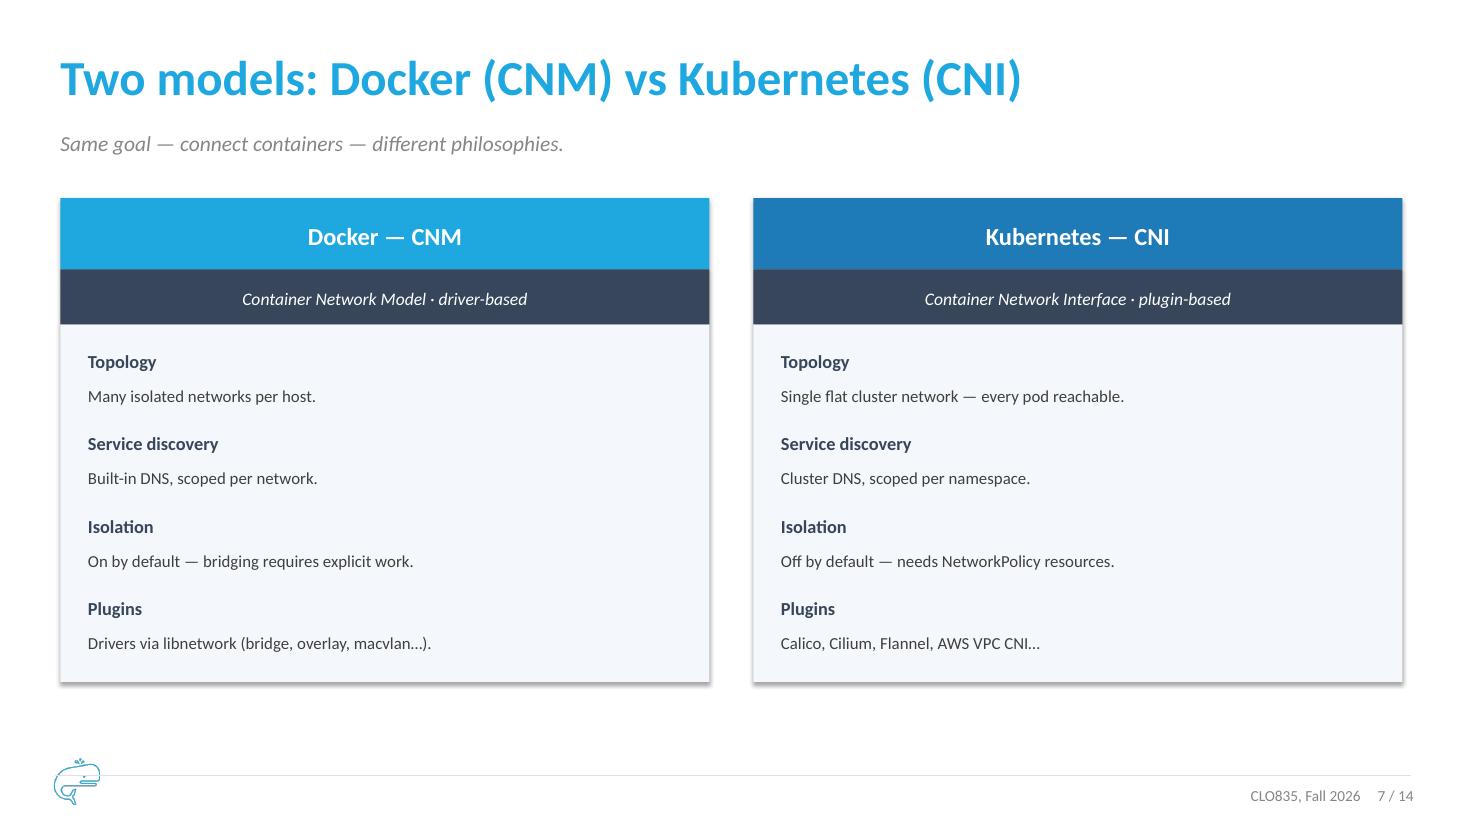 Two models: Docker (CNM) vs Kubernetes (CNI)
Same goal — connect containers — different philosophies.
Docker — CNM
Container Network Model · driver-based
Topology
Many isolated networks per host.
Service discovery
Built-in DNS, scoped per network.
Isolation
On by default — bridging requires explicit work.
Plugins
Drivers via libnetwork (bridge, overlay, macvlan…).
Kubernetes — CNI
Container Network Interface · plugin-based
Topology
Single flat cluster network — every pod reachable.
Service discovery
Cluster DNS, scoped per namespace.
Isolation
Off by default — needs NetworkPolicy resources.
Plugins
Calico, Cilium, Flannel, AWS VPC CNI…
CLO835, Fall 2026 7 / 14